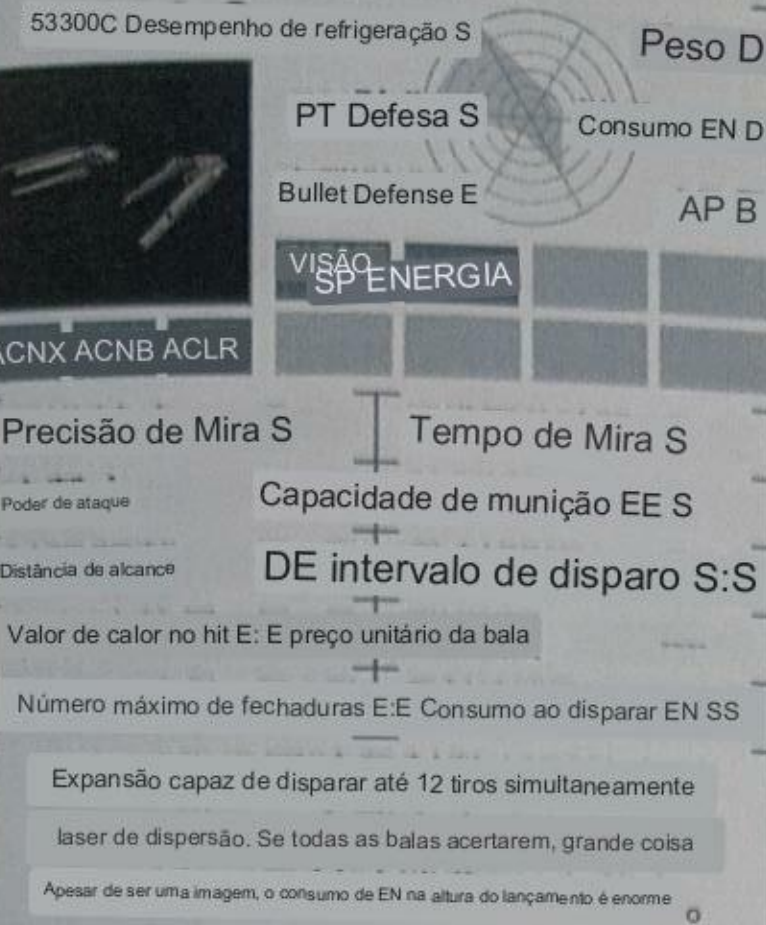 53300C Desempenho de refrigeração S
Peso D
PT Defesa S
Consumo EN D
Bullet Defense E
AP B
VISÃO
SP ENERGIA
ACNX ACNB ACLR
Precisão de Mira S
Tempo de Mira S
Poder de ataque
Capacidade de munição EE S
Distância de alcance
DE intervalo de disparo S:S
Valor de calor no hit E: E preço unitário da bala
Número máximo de fechaduras E:E Consumo ao disparar EN SS
Expansão capaz de disparar até 12 tiros simultaneamente
laser de dispersão. Se todas as balas acertarem, grande coisa
Apesar de ser uma imagem, o consumo de EN na altura do lançamento é enorme